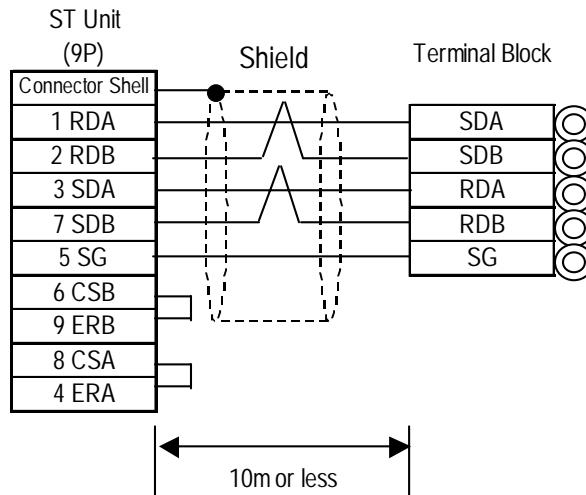 ST Unit
(9P)
Shield
Terminal Block
Connector Shell
1 RDA
SDA
2 RDB
SDB
3 SDA
RDA
7 SDB
RDB
5 SG
SG
6 CSB
9 ERB
8 CSA
4 ERA
10m or less